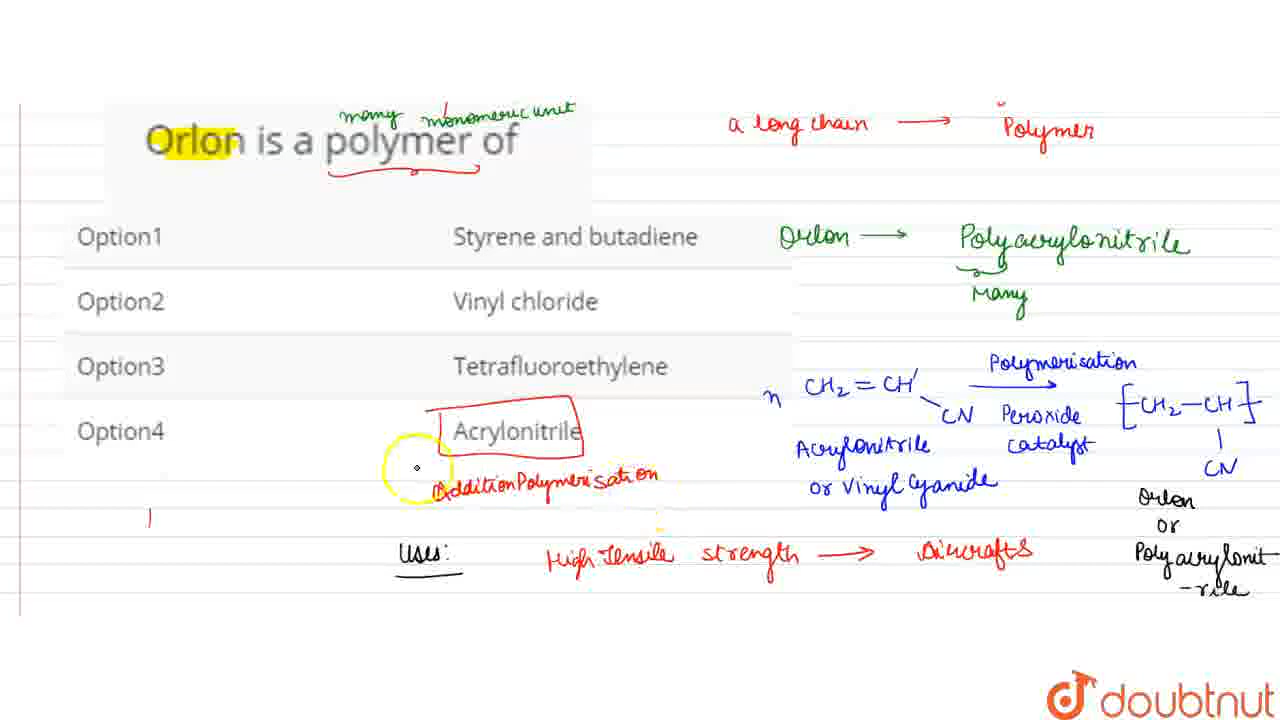 many monomeric unit
Orlon is a polymer of
a long chain → Polymer
Option1 Styrene and butadiene
Orlon → Polyacrylonitrile
Many
Option2 Vinyl chloride
Option3 Tetrafluoroethylene
Option4 Acrylonitrile
Addition Polymerisation
n CH2 = CH CN
Polymerisation
Peroxide
Catalyst
[CH2 — CH]
CN
Acrylonitrile
or Vinyl Cyanide
Orlon
or
Polyacrylonit
-rile
Uses: High Tensile strength → Aircrafts
doubtnut